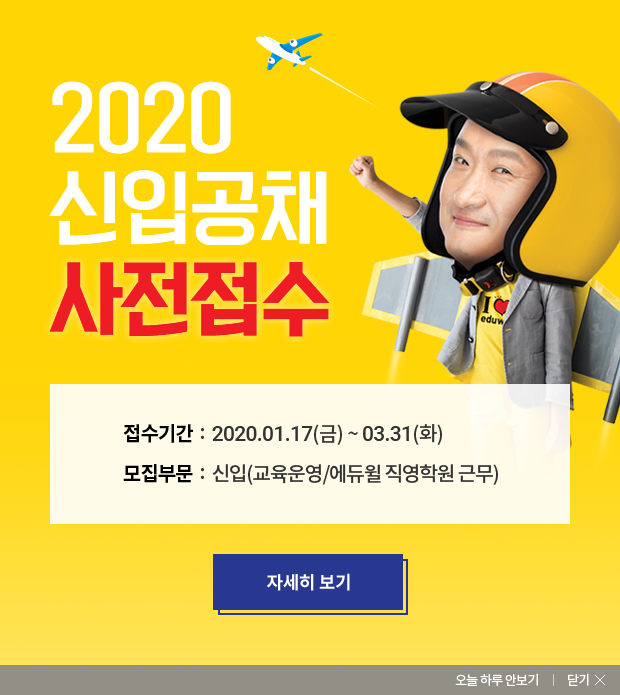 2020
신입공채
사전접수
I ♥
eduw
접수기간 : 2020.01.17(금) ~ 03.31(화)
모집부문 : 신입(교육운영/에듀윌 직영학원 근무)
자세히 보기
오늘 하루 안보기 | 닫기 ×